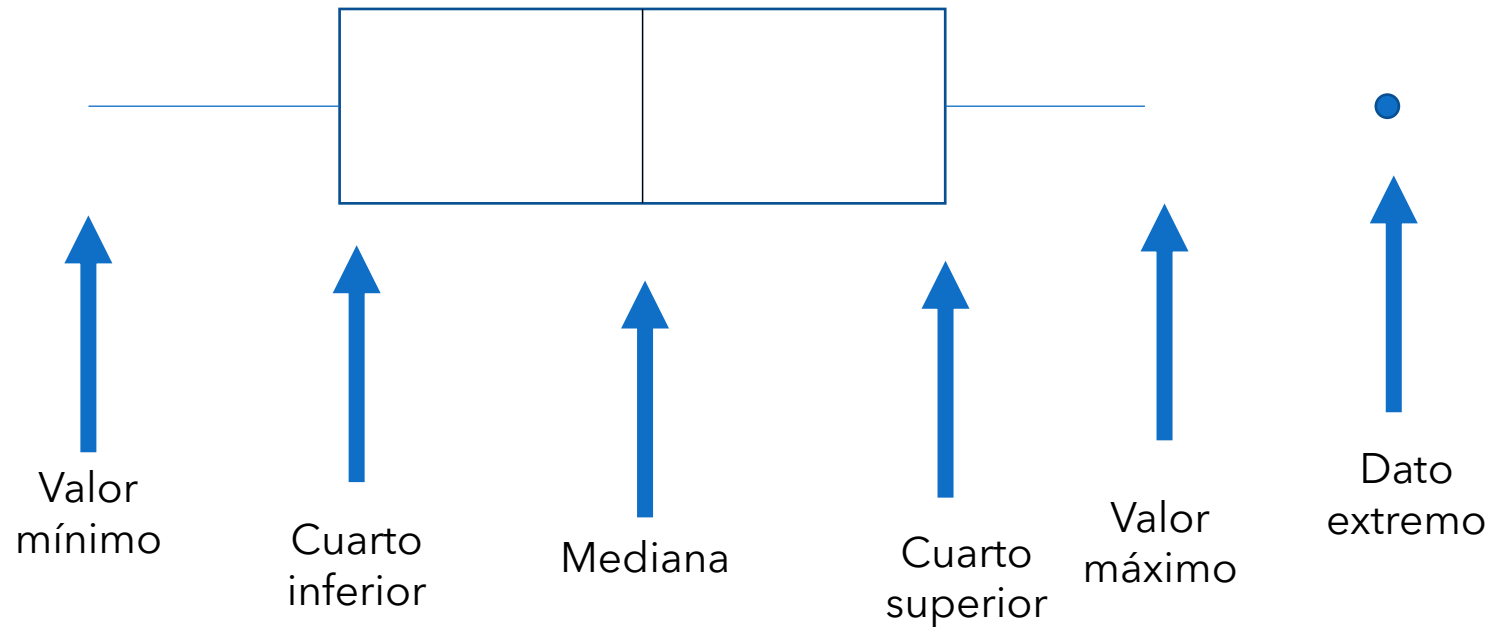 Valor
mínimo
Cuarto
inferior
Mediana
Cuarto
superior
Valor
máximo
Dato
extremo